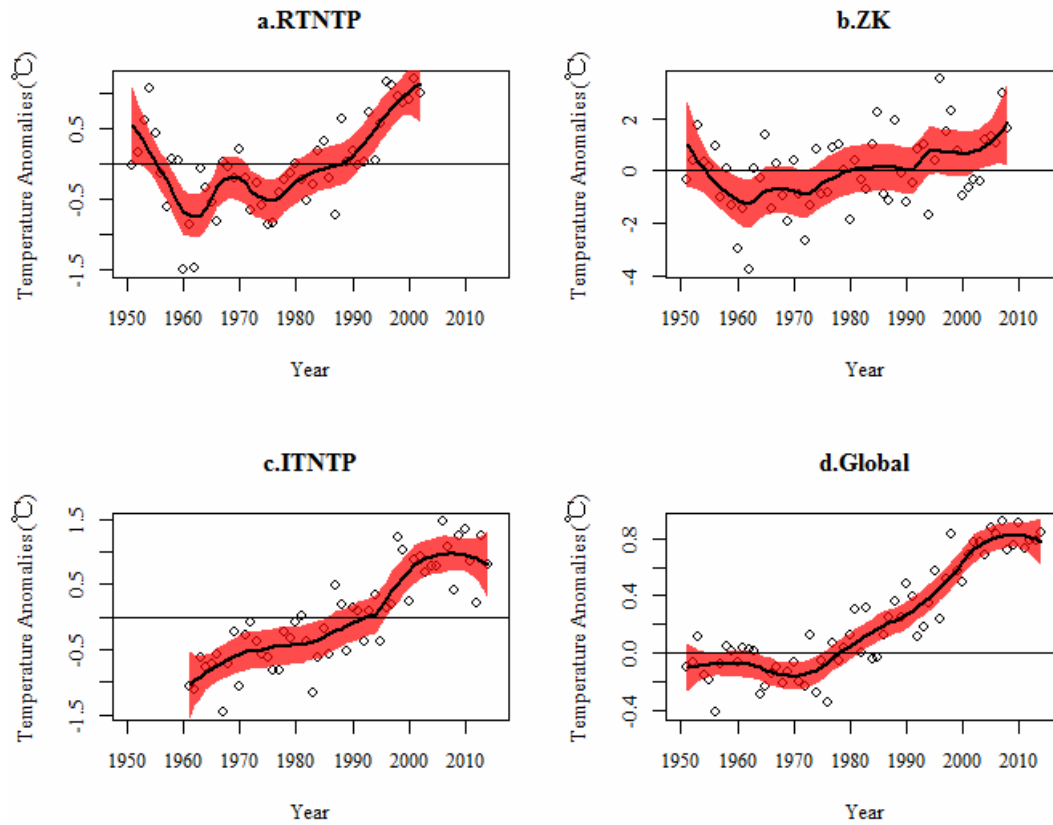 a.RTNTP
Temperature Anomalies(℃)
0.5
-0.5
-1.5
1950 1960 1970 1980 1990 2000 2010
Year
b.ZK
Temperature Anomalies(℃)
2
0
-2
-4
1950 1960 1970 1980 1990 2000 2010
Year
c.ITNTP
Temperature Anomalies(℃)
1.5
0.5
-0.5
-1.5
1950 1960 1970 1980 1990 2000 2010
Year
d.Global
Temperature Anomalies(℃)
0.8
0.4
0.0
-0.4
1950 1960 1970 1980 1990 2000 2010
Year